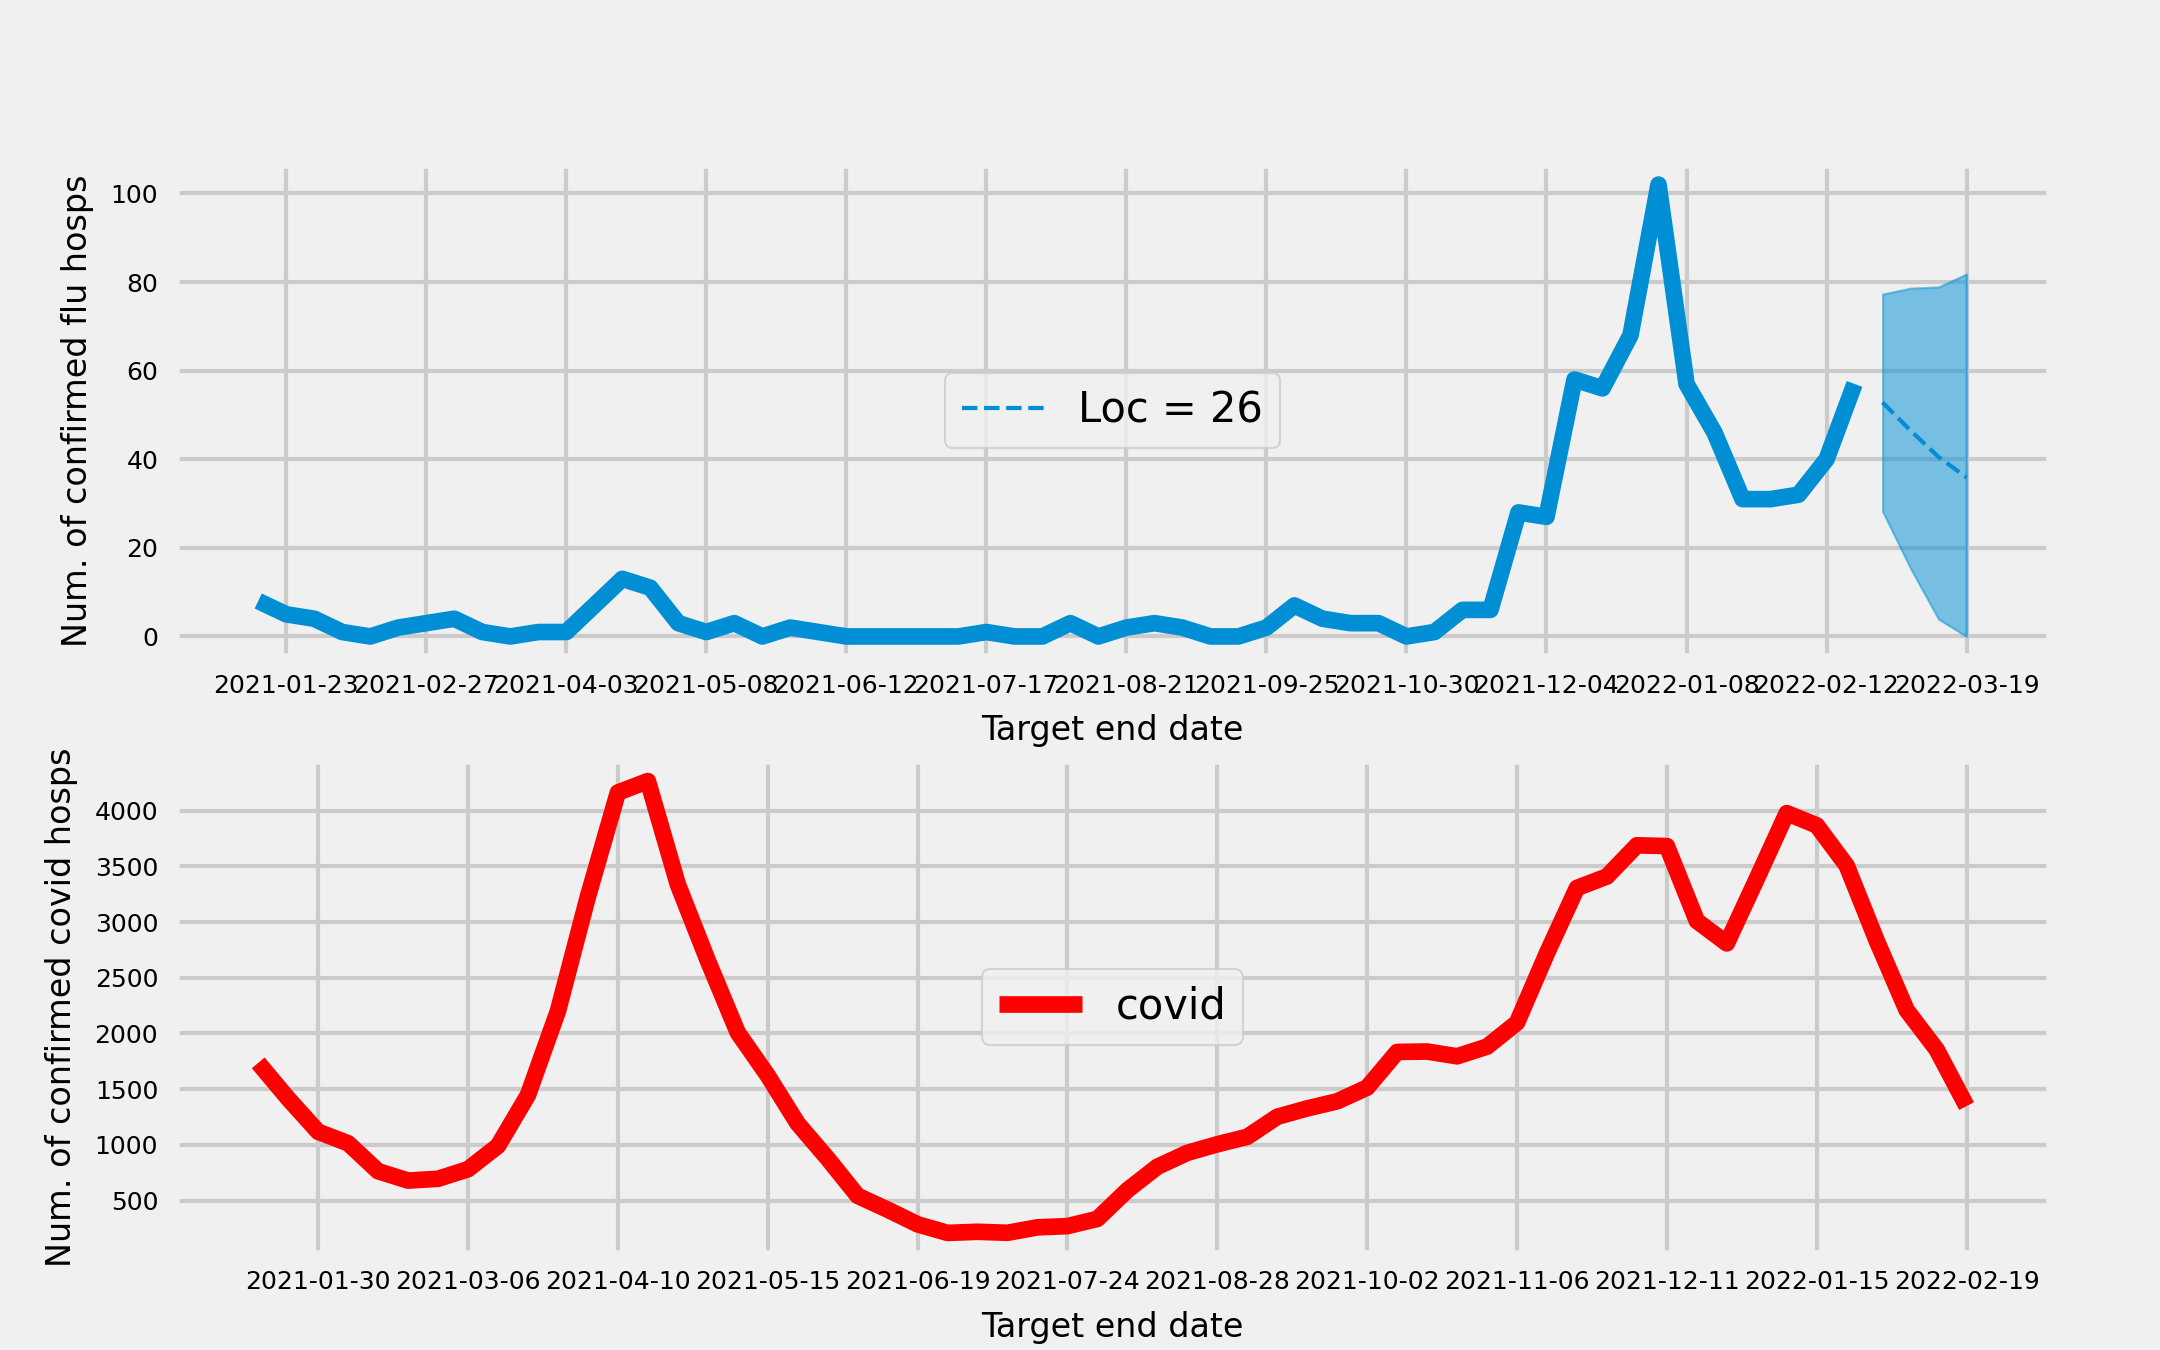 Num. of confirmed flu hosps
100
80
60
40
20
0
Loc = 26
2021-01-23 2021-02-27 2021-04-03 2021-05-08 2021-06-12 2021-07-17 2021-08-21 2021-09-25 2021-10-30 2021-12-04 2022-01-08 2022-02-12 2022-03-19
Target end date
Num. of confirmed covid hosps
4000
3500
3000
2500
2000
1500
1000
500
covid
2021-01-30 2021-03-06 2021-04-10 2021-05-15 2021-06-19 2021-07-24 2021-08-28 2021-10-02 2021-11-06 2021-12-11 2022-01-15 2022-02-19
Target end date